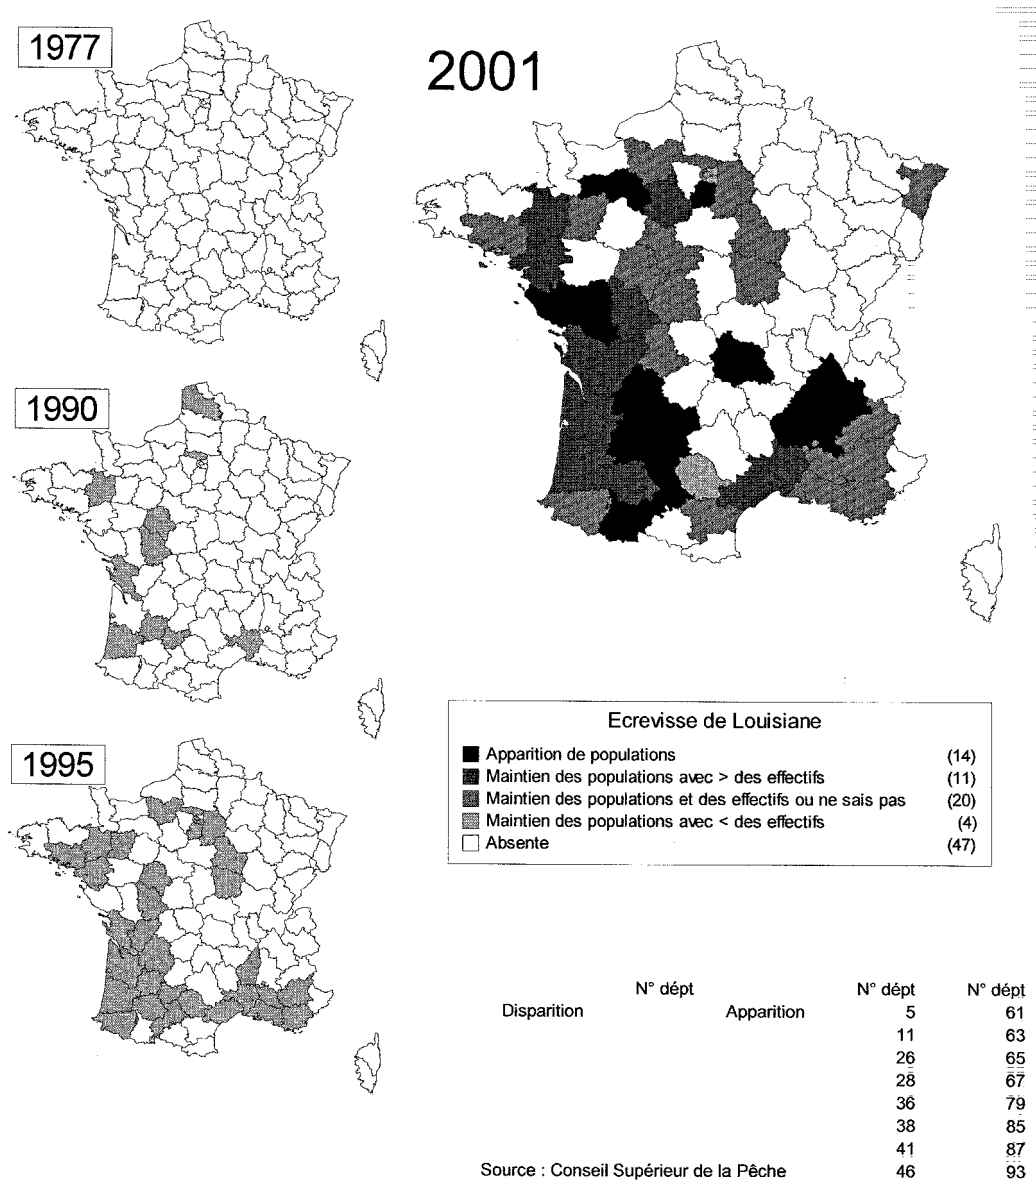 1977
2001
1990
1995
Ecrevisse de Louisiane
Apparition de populations (14)
Maintien des populations avec > des effectifs (11)
Maintien des populations et des effectifs ou ne sais pas (20)
Maintien des populations avec < des effectifs (4)
Absente (47)
N° dépt N° dépt N° dépt
Disparition Apparition 5 61
11 63
26 65
28 67
36 79
38 85
41 87
Source : Conseil Supérieur de la Pêche 46 93